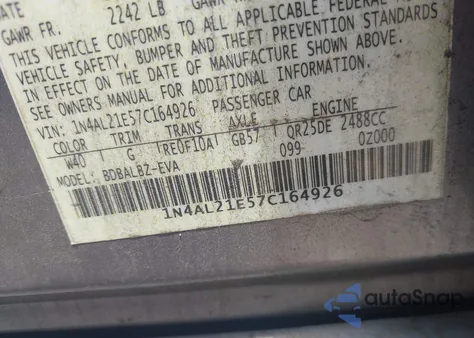 2242 LB
GAWR FR.
THIS VEHICLE CONFORMS TO ALL APPLICABLE FEDERAL
VEHICLE SAFETY, BUMPER AND THEFT PREVENTION STANDARDS
IN EFFECT ON THE DATE OF MANUFACTURE SHOWN ABOVE.
SEE OWNERS MANUAL FOR ADDITIONAL INFORMATION.
VIN: 1N4AL21E57C164926 PASSENGER CAR
COLOR TRIM TRANS AXLE ENGINE
W40 G RE0F10A GB57 QR25DE 2488CC
MODEL: BDBALBZ-EVA 099- 0Z000
1N4AL21E57C164926
autoSnap